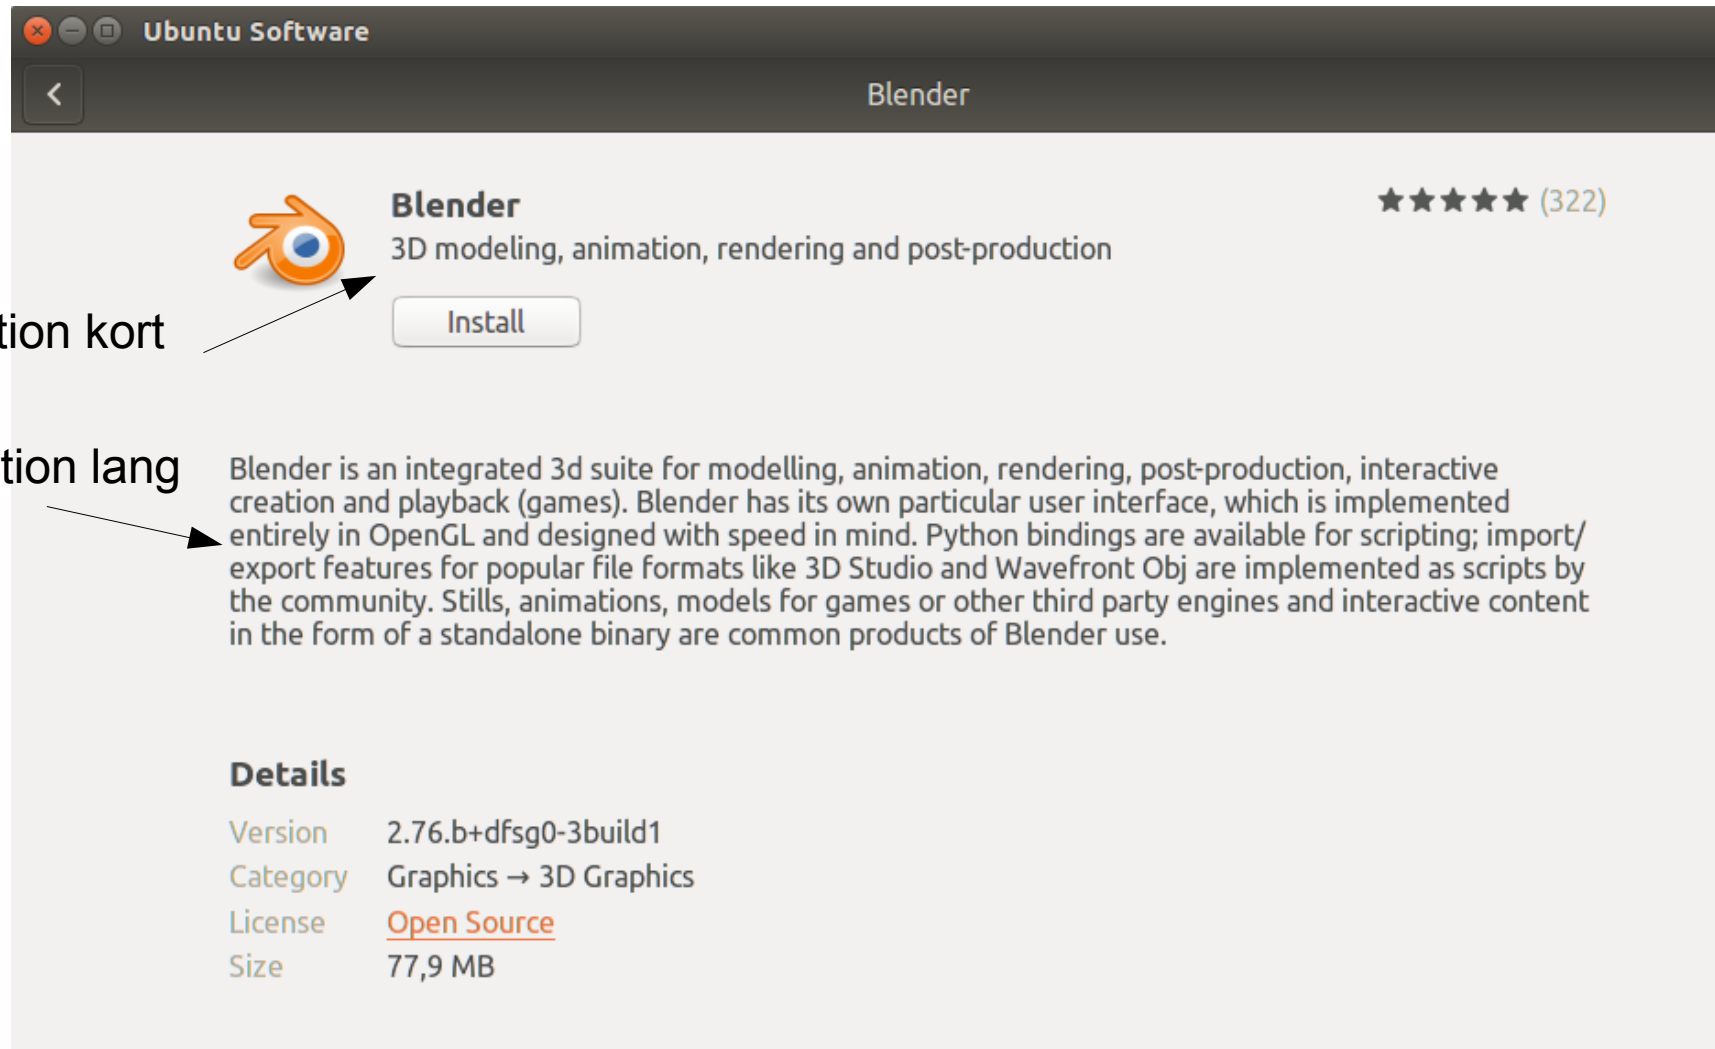 Ubuntu Software
Blender
Blender
(322)
3D modeling, animation, rendering and post-production
Install
tion kort
tion lang
Blender is an integrated 3d suite for modelling, animation, rendering, post-production, interactive
creation and playback (games). Blender has its own particular user interface, which is implemented
entirely in OpenGL and designed with speed in mind. Python bindings are available for scripting; import/
export features for popular file formats like 3D Studio and Wavefront Obj are implemented as scripts by
the community. Stills, animations, models for games or other third party engines and interactive content
in the form of a standalone binary are common products of Blender use.
Details
Version 2.76.b+dfsg0-3build1
Category Graphics → 3D Graphics
License Open Source
Size 77,9 MB